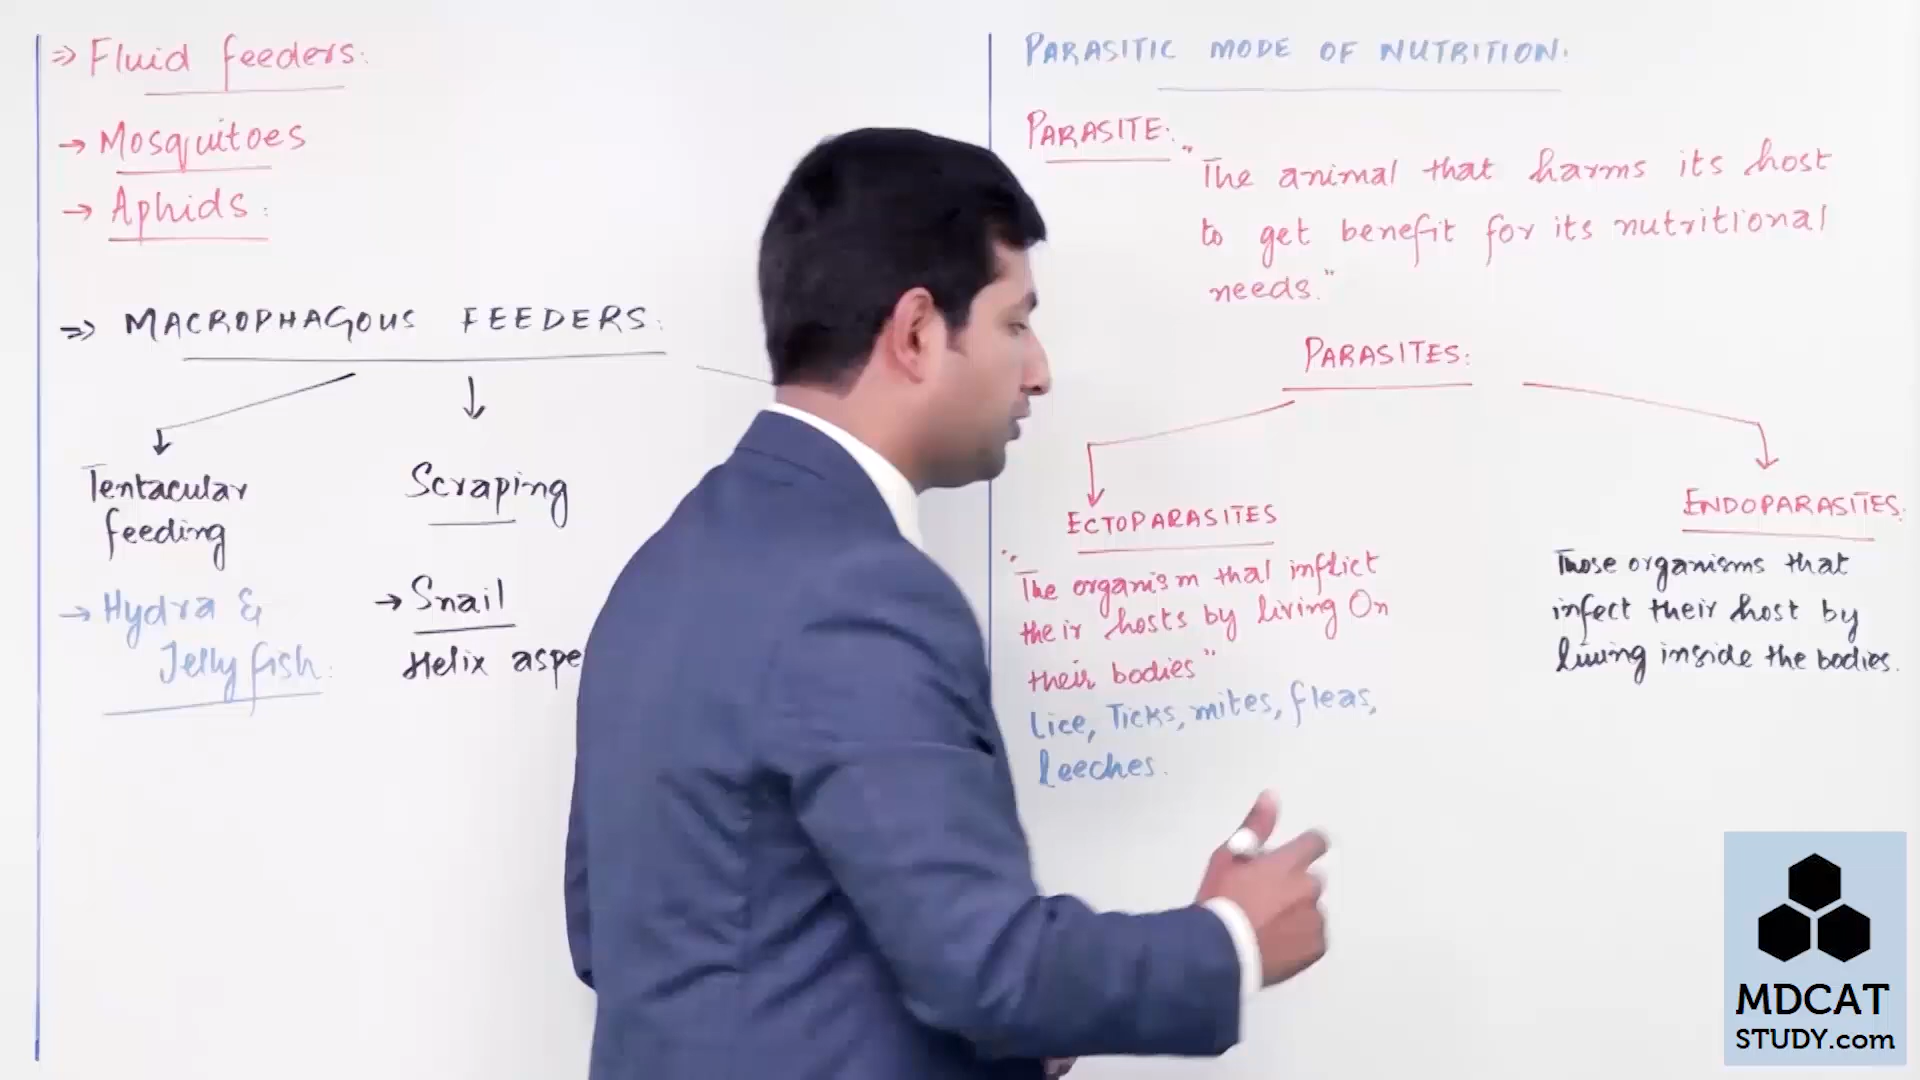 ⇒ Fluid feeders:
→ Mosquitoes
→ Aphids:
⇒ MACROPHAGOUS FEEDERS:
Tentacular
feeding
→ Hydra &
Jelly fish:
Scraping
→ Snail
Helix aspe
PARASITIC MODE OF NUTRITION:
PARASITE:
"The animal that harms its host
to get benefit for its nutritional
needs."
PARASITES:
ECTOPARASITES
"The organism that inflict
their hosts by living On
their bodies"
Lice, Ticks, mites, fleas,
leeches.
ENDOPARASITES:
Those organisms that
infect their host by
living inside the bodies.
MDCAT
STUDY.com